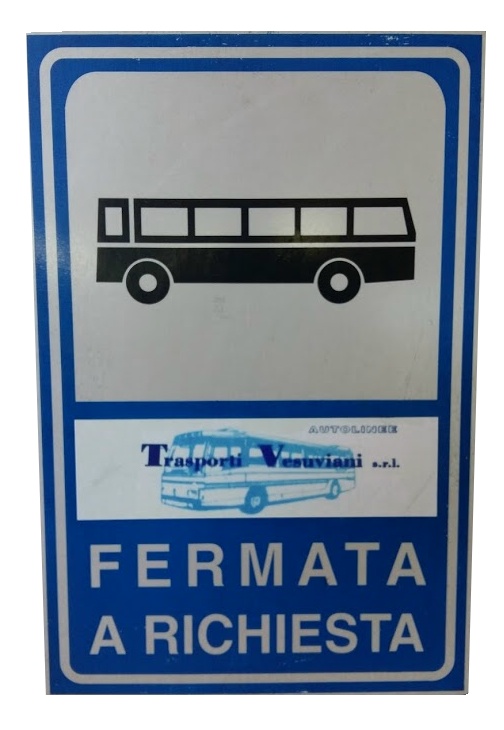 AUTOLINEE
Trasporti Vesuviani s.r.l.
FERMATA
A RICHIESTA